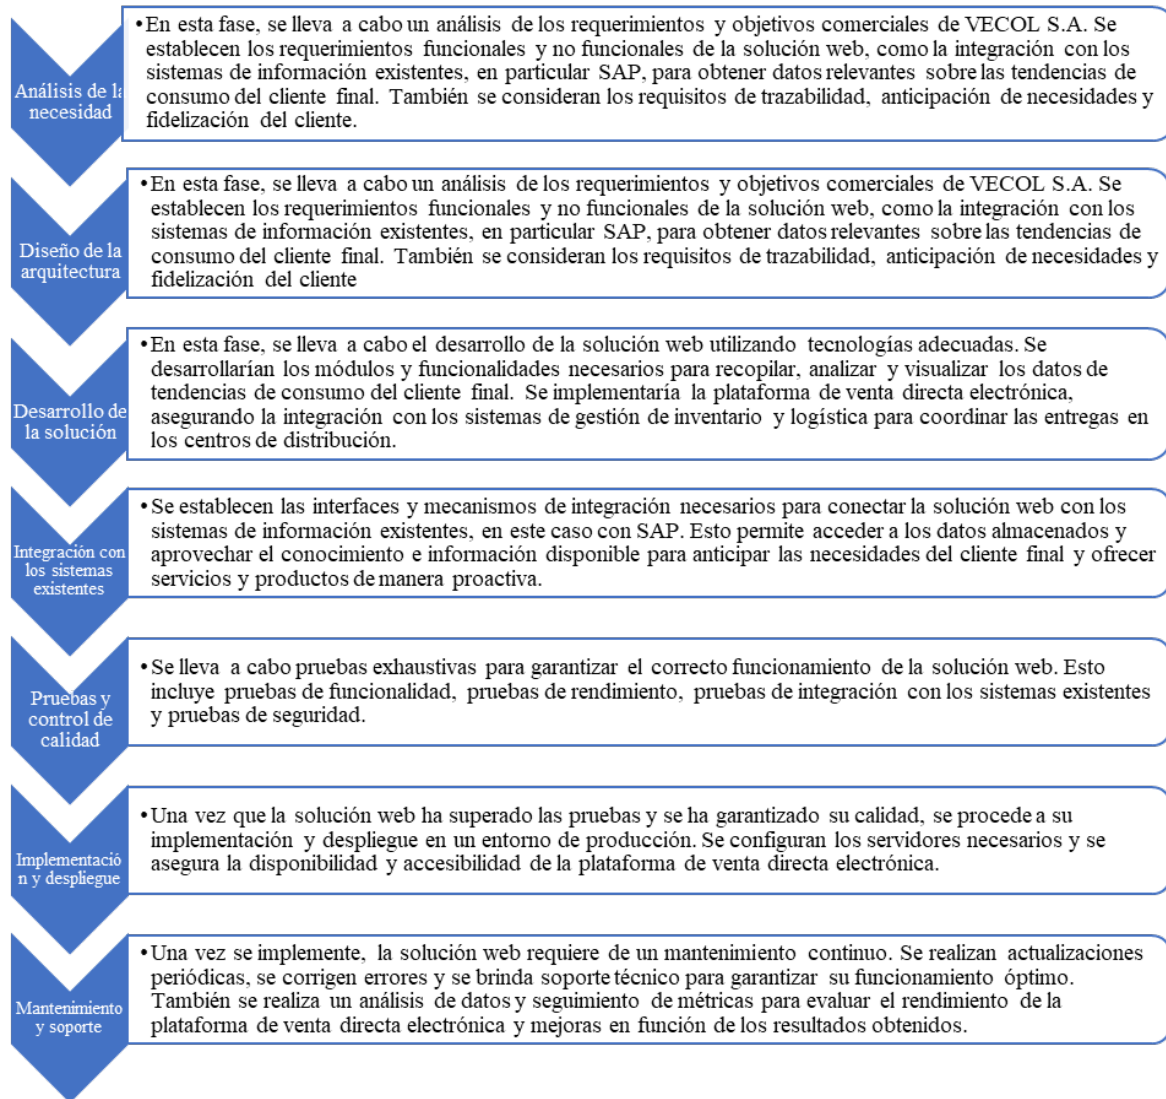 Análisis de la
necesidad
•En esta fase, se lleva a cabo un análisis de los requerimientos y objetivos comerciales de VECOL S.A. Se
establecen los requerimientos funcionales y no funcionales de la solución web, como la integración con los
sistemas de información existentes, en particular SAP, para obtener datos relevantes sobre las tendencias de
consumo del cliente final. También se consideran los requisitos de trazabilidad, anticipación de necesidades y
fidelización del cliente.
Diseño de la
arquitectura
•En esta fase, se lleva a cabo un análisis de los requerimientos y objetivos comerciales de VECOL S.A. Se
establecen los requerimientos funcionales y no funcionales de la solución web, como la integración con los
sistemas de información existentes, en particular SAP, para obtener datos relevantes sobre las tendencias de
consumo del cliente final. También se consideran los requisitos de trazabilidad, anticipación de necesidades y
fidelización del cliente
Desarrollo de
la solución
•En esta fase, se lleva a cabo el desarrollo de la solución web utilizando tecnologías adecuadas. Se
desarrollarían los módulos y funcionalidades necesarios para recopilar, analizar y visualizar los datos de
tendencias de consumo del cliente final. Se implementaría la plataforma de venta directa electrónica,
asegurando la integración con los sistemas de gestión de inventario y logística para coordinar las entregas en
los centros de distribución.
Integración con
los sistemas
existentes
•Se establecen las interfaces y mecanismos de integración necesarios para conectar la solución web con los
sistemas de información existentes, en este caso con SAP. Esto permite acceder a los datos almacenados y
aprovechar el conocimiento e información disponible para anticipar las necesidades del cliente final y ofrecer
servicios y productos de manera proactiva.
Pruebas y
control de
calidad
•Se lleva a cabo pruebas exhaustivas para garantizar el correcto funcionamiento de la solución web. Esto
incluye pruebas de funcionalidad, pruebas de rendimiento, pruebas de integración con los sistemas existentes
y pruebas de seguridad.
Implementació
n y despliegue
•Una vez que la solución web ha superado las pruebas y se ha garantizado su calidad, se procede a su
implementación y despliegue en un entorno de producción. Se configuran los servidores necesarios y se
asegura la disponibilidad y accesibilidad de la plataforma de venta directa electrónica.
Mantenimiento
y soporte
•Una vez se implemente, la solución web requiere de un mantenimiento continuo. Se realizan actualizaciones
periódicas, se corrigen errores y se brinda soporte técnico para garantizar su funcionamiento óptimo.
También se realiza un análisis de datos y seguimiento de métricas para evaluar el rendimiento de la
plataforma de venta directa electrónica y mejoras en función de los resultados obtenidos.